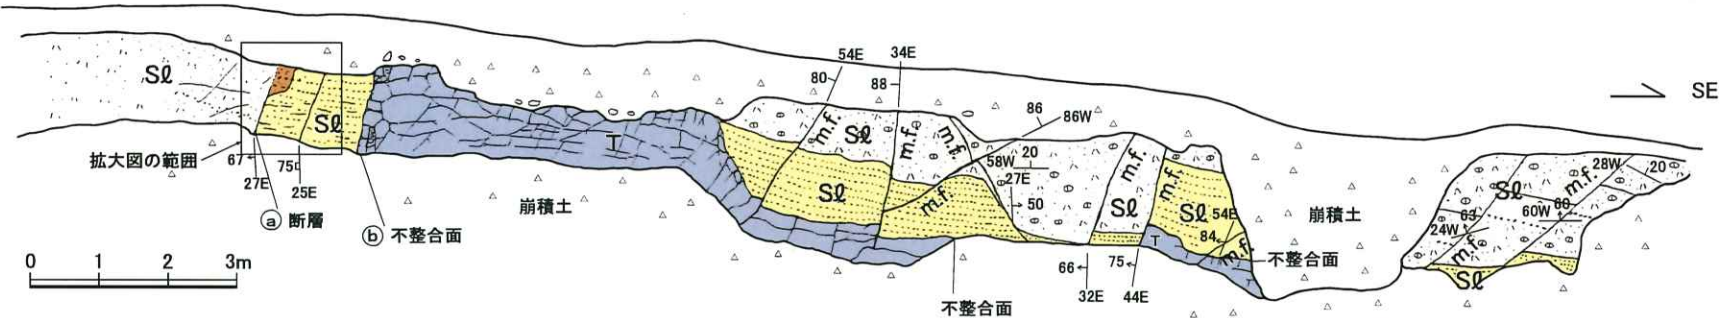 54E
34E
80
88
SE
86
86W
Sℓ
m.f.
Sℓ
m.f.
m.f.
Sℓ
T
拡大図の範囲
67
75
27E
25E
ⓐ 断層
ⓑ 不整合面
崩積土
Sℓ
m.f.
58W
20
27E
50
m.f.
m.f.
Sℓ
Sℓ
54E
84
m.f.
T
不整合面
66
75
32E
44E
不整合面
崩積土
Sℓ
m.f.
28W
20
63
60W
60
24W
m.f.
Sℓ
0 1 2 3m